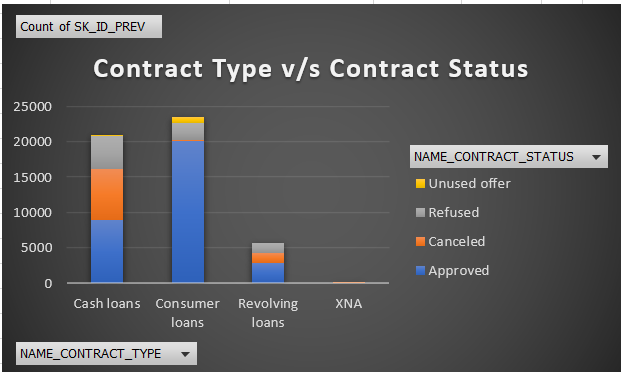 Count of SK_ID_PREV
Contract Type v/s Contract Status
25000
20000
15000
10000
5000
0
Cash loans
Consumer
loans
Revolving
loans
XNA
NAME_CONTRACT_STATUS
Unused offer
Refused
Canceled
Approved
NAME_CONTRACT_TYPE